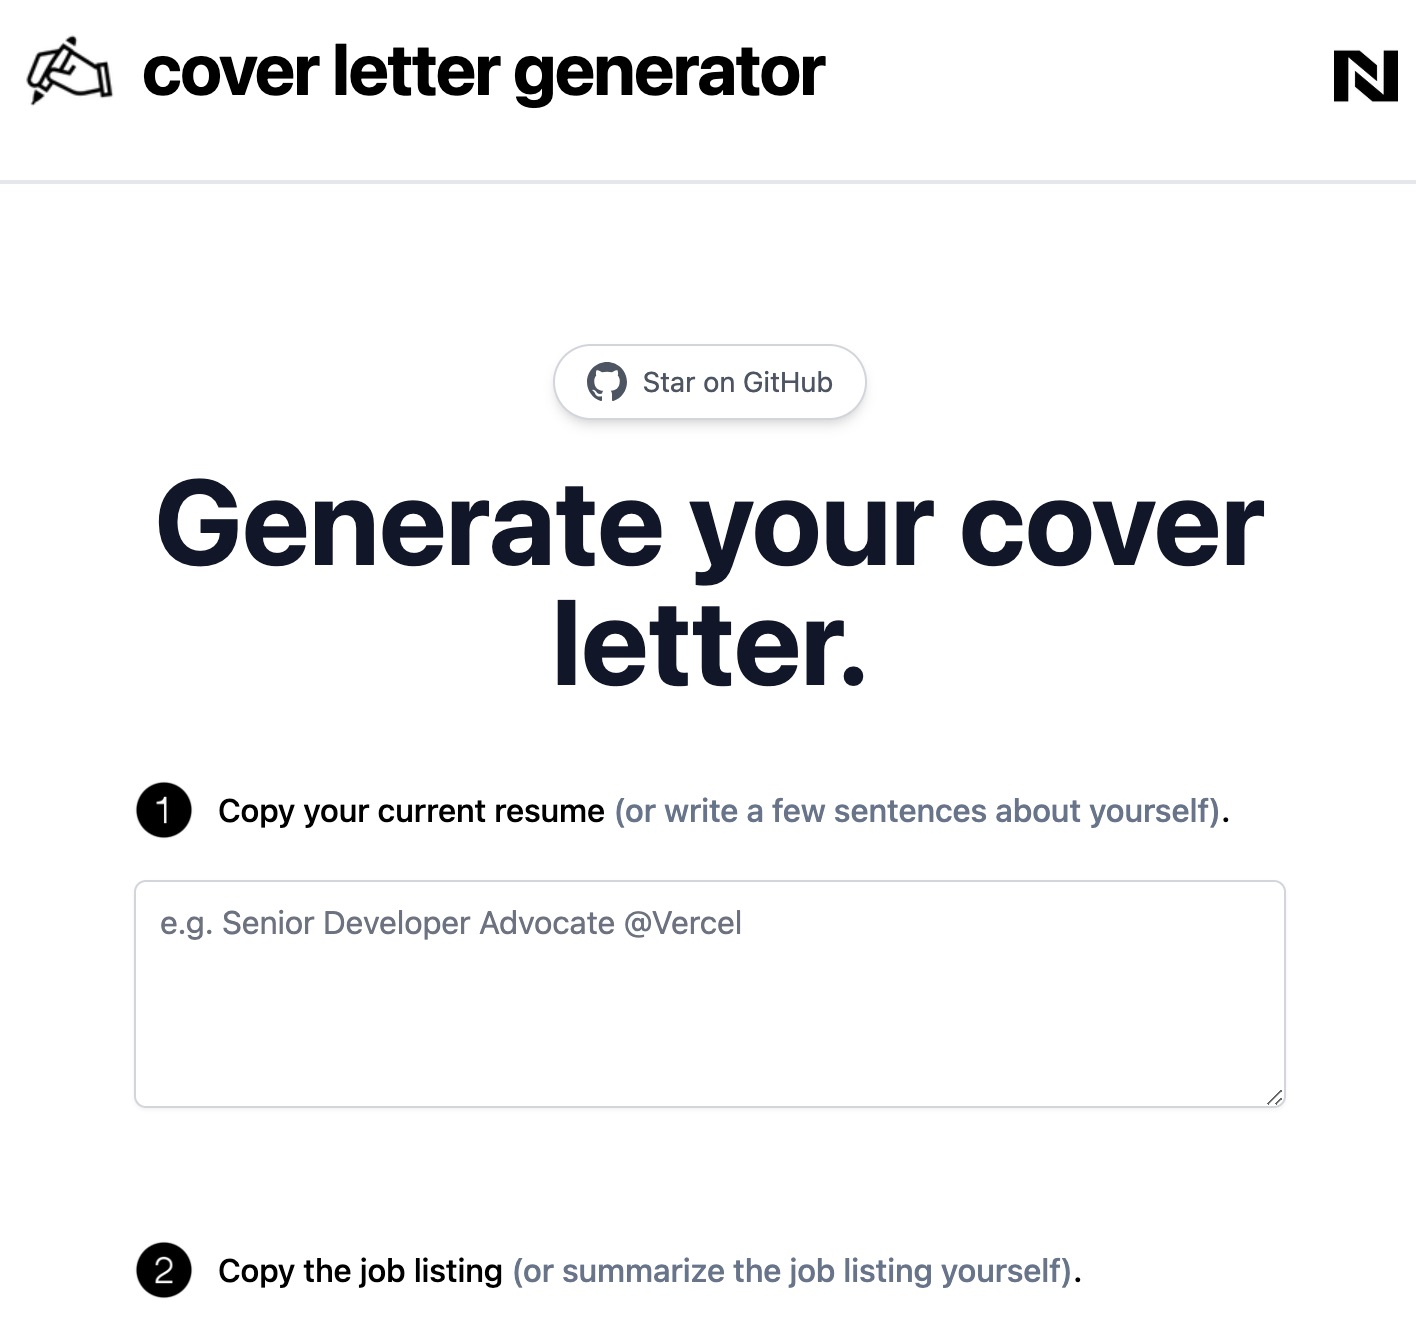 cover letter generator
N
Star on GitHub
Generate your cover
letter.
1 Copy your current resume (or write a few sentences about yourself).
e.g. Senior Developer Advocate @Vercel
2 Copy the job listing (or summarize the job listing yourself).